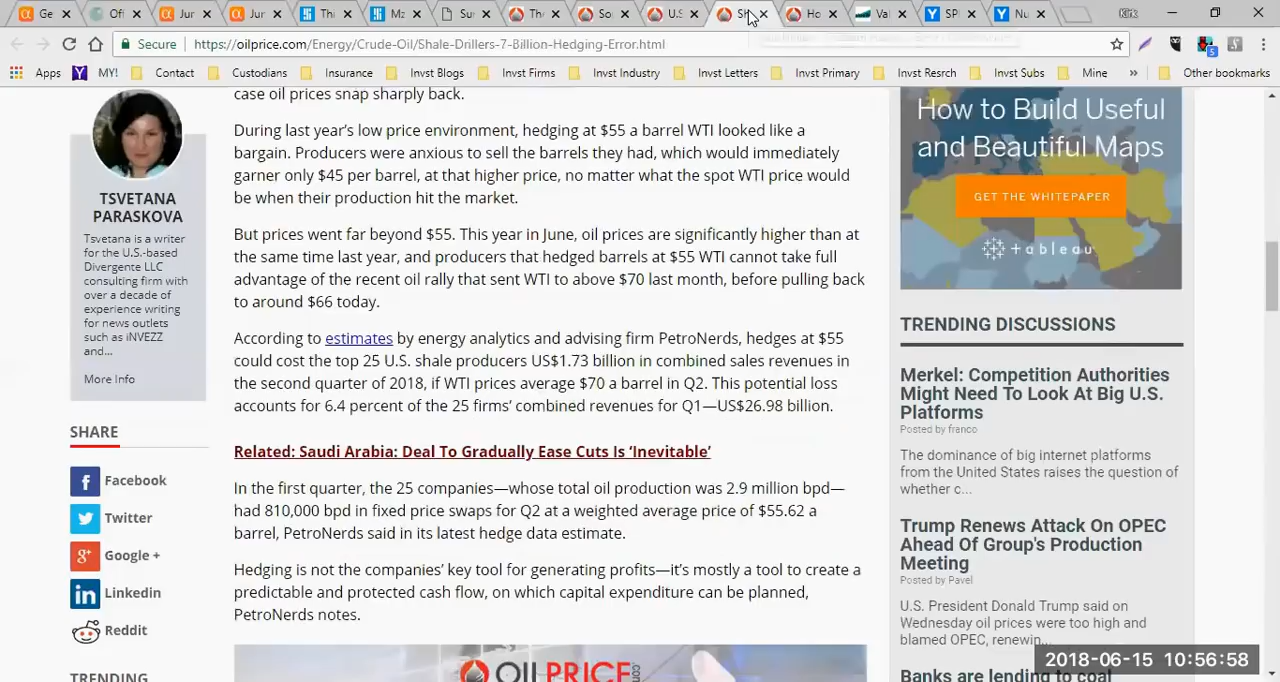 Ge
Off
Jur
Jur
Thi
Ma
Su
The
So
U.S
Sh
Ho
Val
SP
Nu
Kirk
Secure
https://oilprice.com/Energy/Crude-Oil/Shale-Drillers-7-Billion-Hedging-Error.html
5
Apps MY! Contact Custodians Insurance Invst Blogs Invst Firms Invst Industry Invst Letters Invst Primary Invst Resrch Invst Subs Mine » Other bookmarks
TSVETANA
PARASKOVA
Tsvetana is a writer
for the U.S.-based
Divergente LLC
consulting firm with
over a decade of
experience writing
for news outlets
such as iNVEZZ
and...
More Info
SHARE
Facebook
Twitter
Google +
Linkedin
Reddit
TRENDING
case oil prices snap sharply back.
During last year's low price environment, hedging at $55 a barrel WTI looked like a
bargain. Producers were anxious to sell the barrels they had, which would immediately
garner only $45 per barrel, at that higher price, no matter what the spot WTI price would
be when their production hit the market.
But prices went far beyond $55. This year in June, oil prices are significantly higher than at
the same time last year, and producers that hedged barrels at $55 WTI cannot take full
advantage of the recent oil rally that sent WTI to above $70 last month, before pulling back
to around $66 today.
According to estimates by energy analytics and advising firm PetroNerds, hedges at $55
could cost the top 25 U.S. shale producers US$1.73 billion in combined sales revenues in
the second quarter of 2018, if WTI prices average $70 a barrel in Q2. This potential loss
accounts for 6.4 percent of the 25 firms' combined revenues for Q1—US$26.98 billion.
Related: Saudi Arabia: Deal To Gradually Ease Cuts Is 'Inevitable'
In the first quarter, the 25 companies—whose total oil production was 2.9 million bpd—
had 810,000 bpd in fixed price swaps for Q2 at a weighted average price of $55.62 a
barrel, PetroNerds said in its latest hedge data estimate.
Hedging is not the companies' key tool for generating profits—it's mostly a tool to create a
predictable and protected cash flow, on which capital expenditure can be planned,
PetroNerds notes.
OILPRICE.com
How to Build Useful
and Beautiful Maps
GET THE WHITEPAPER
+ a b l e a u
TRENDING DISCUSSIONS
Merkel: Competition Authorities
Might Need To Look At Big U.S.
Platforms
Posted by franco
The dominance of big internet platforms
from the United States raises the question of
whether c...
Trump Renews Attack On OPEC
Ahead Of Group's Production
Meeting
Posted by Pavel
U.S. President Donald Trump said on
Wednesday oil prices were too high and
blamed OPEC, renewin...
Banks are lending to coal
2018-06-15 10:56:58